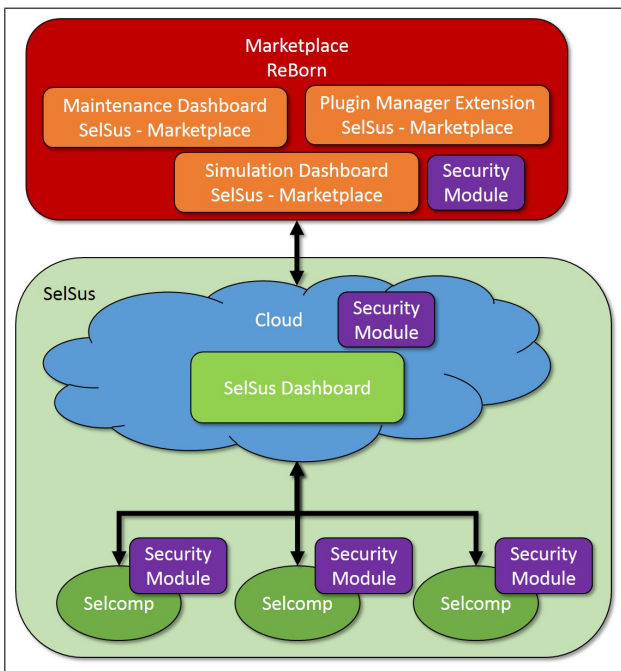 Marketplace
ReBorn
Maintenance Dashboard
SelSus - Marketplace
Plugin Manager Extension
SelSus - Marketplace
Simulation Dashboard
SelSus - Marketplace
Security
Module
SelSus
Cloud
Security
Module
SelSus Dashboard
Security
Module
Selcomp
Security
Module
Selcomp
Security
Module
Selcomp